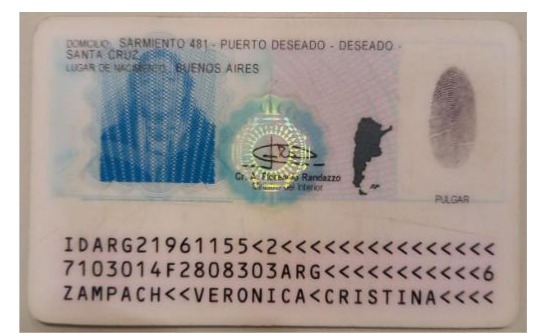 DOMICILIO: SARMIENTO 481 - PUERTO DESEADO - DESEADO -
SANTA CRUZ
LUGAR DE NACIMIENTO: BUENOS AIRES
Cr. A. Florencio Randazzo
Ministro del Interior
PULGAR
IDARG21961155<2<<<<<<<<<<<<<<<
7103014F2808303ARG<<<<<<<<<<<6
ZAMPACH<<VERONICA<CRISTINA<<<<